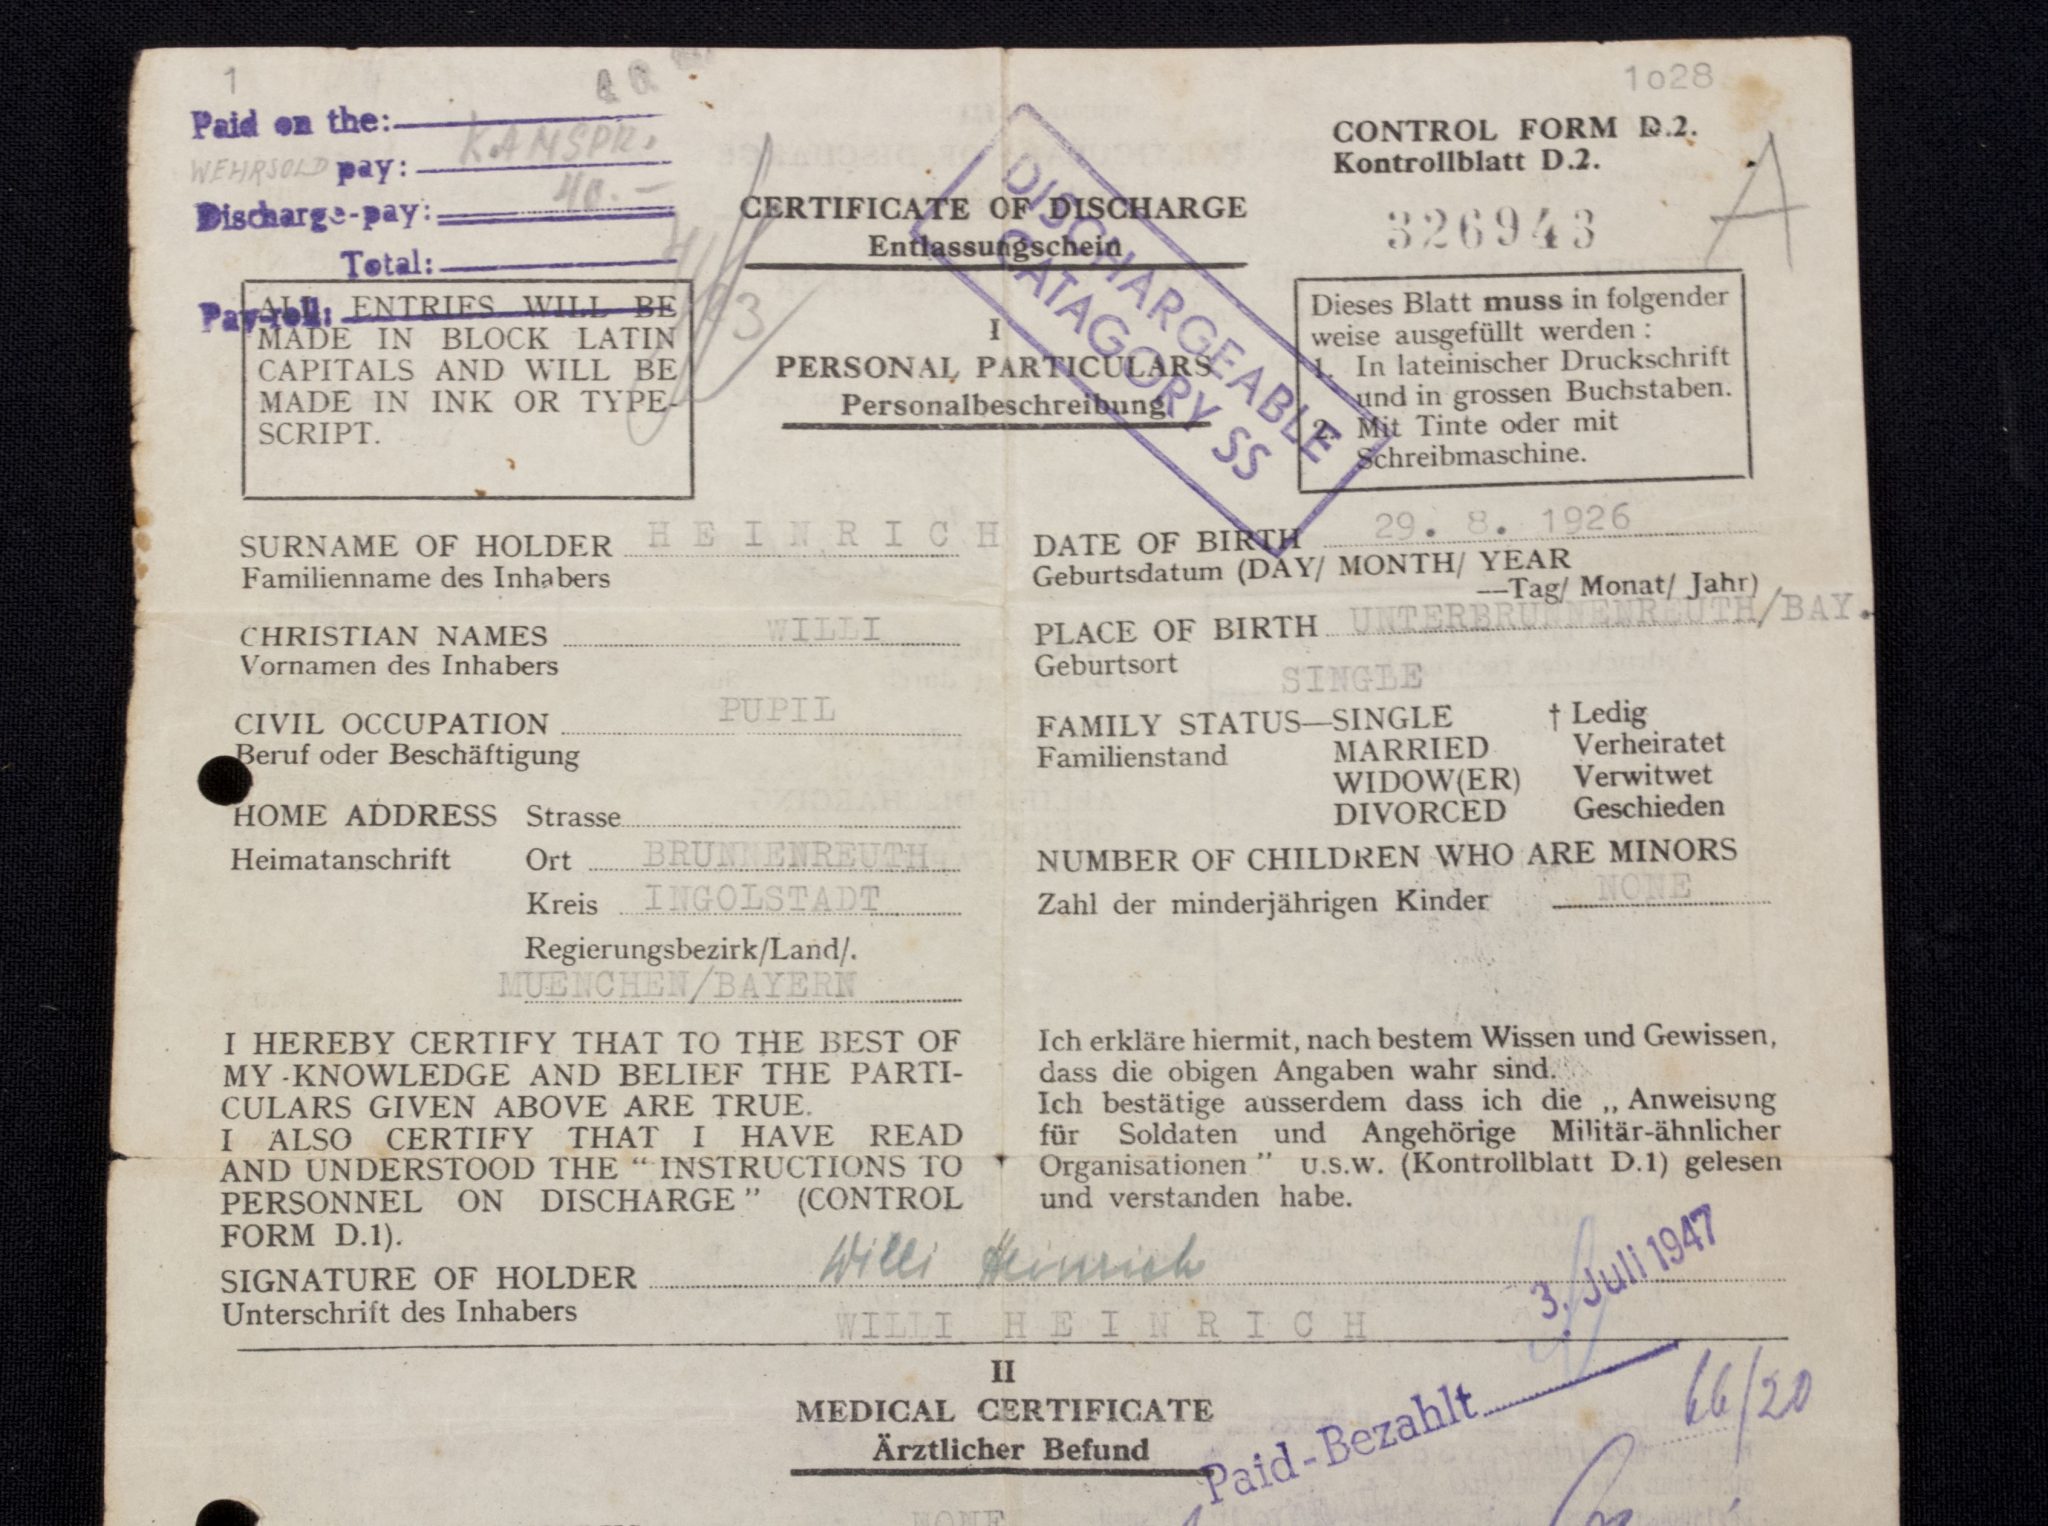 1
1o28
Paid on the:
WEHRSOLD pay: K.AMSPR.
Discharge-pay: 40.—
Total:
Pay-roll:
CONTROL FORM D.2.
Kontrollblatt D.2.
326943
A
CERTIFICATE OF DISCHARGE
Entlassungschein
DISCHARGEABLE
CATAGORY SS
ALL ENTRIES WILL BE
MADE IN BLOCK LATIN
CAPITALS AND WILL BE
MADE IN INK OR TYPE-
SCRIPT.
I
PERSONAL PARTICULARS
Personalbeschreibung
Dieses Blatt muss in folgender
weise ausgefüllt werden :
1. In lateinischer Druckschrift
und in grossen Buchstaben.
2. Mit Tinte oder mit
Schreibmaschine.
SURNAME OF HOLDER H E I N R I C H
Familienname des Inhabers
DATE OF BIRTH 29. 8. 1926
Geburtsdatum (DAY/ MONTH/ YEAR
—Tag/ Monat/ Jahr)
CHRISTIAN NAMES WILLI
Vornamen des Inhabers
PLACE OF BIRTH UNTERBRUNNENREUTH/BAY.
Geburtsort
SINGLE
CIVIL OCCUPATION PUPIL
Beruf oder Beschäftigung
FAMILY STATUS—SINGLE † Ledig
Familienstand MARRIED Verheiratet
WIDOW(ER) Verwitwet
DIVORCED Geschieden
HOME ADDRESS Strasse
Heimatanschrift Ort BRUNNENREUTH
Kreis INGOLSTADT
Regierungsbezirk/Land/.
MUENCHEN/BAYERN
NUMBER OF CHILDREN WHO ARE MINORS
Zahl der minderjährigen Kinder NONE
I HEREBY CERTIFY THAT TO THE BEST OF
MY KNOWLEDGE AND BELIEF THE PARTI-
CULARS GIVEN ABOVE ARE TRUE.
I ALSO CERTIFY THAT I HAVE READ
AND UNDERSTOOD THE “ INSTRUCTIONS TO
PERSONNEL ON DISCHARGE ” (CONTROL
FORM D.1).
Ich erkläre hiermit, nach bestem Wissen und Gewissen,
dass die obigen Angaben wahr sind.
Ich bestätige ausserdem dass ich die „ Anweisung
für Soldaten und Angehörige Militär-ähnlicher
Organisationen ” U.S.W. (Kontrollblatt D.1) gelesen
und verstanden habe.
SIGNATURE OF HOLDER Willi Heinrich
Unterschrift des Inhabers
WILLI H E I N R I C H
3. Juli 1947
II
MEDICAL CERTIFICATE
Ärztlicher Befund
Paid-Bezahlt
66/20
NONE